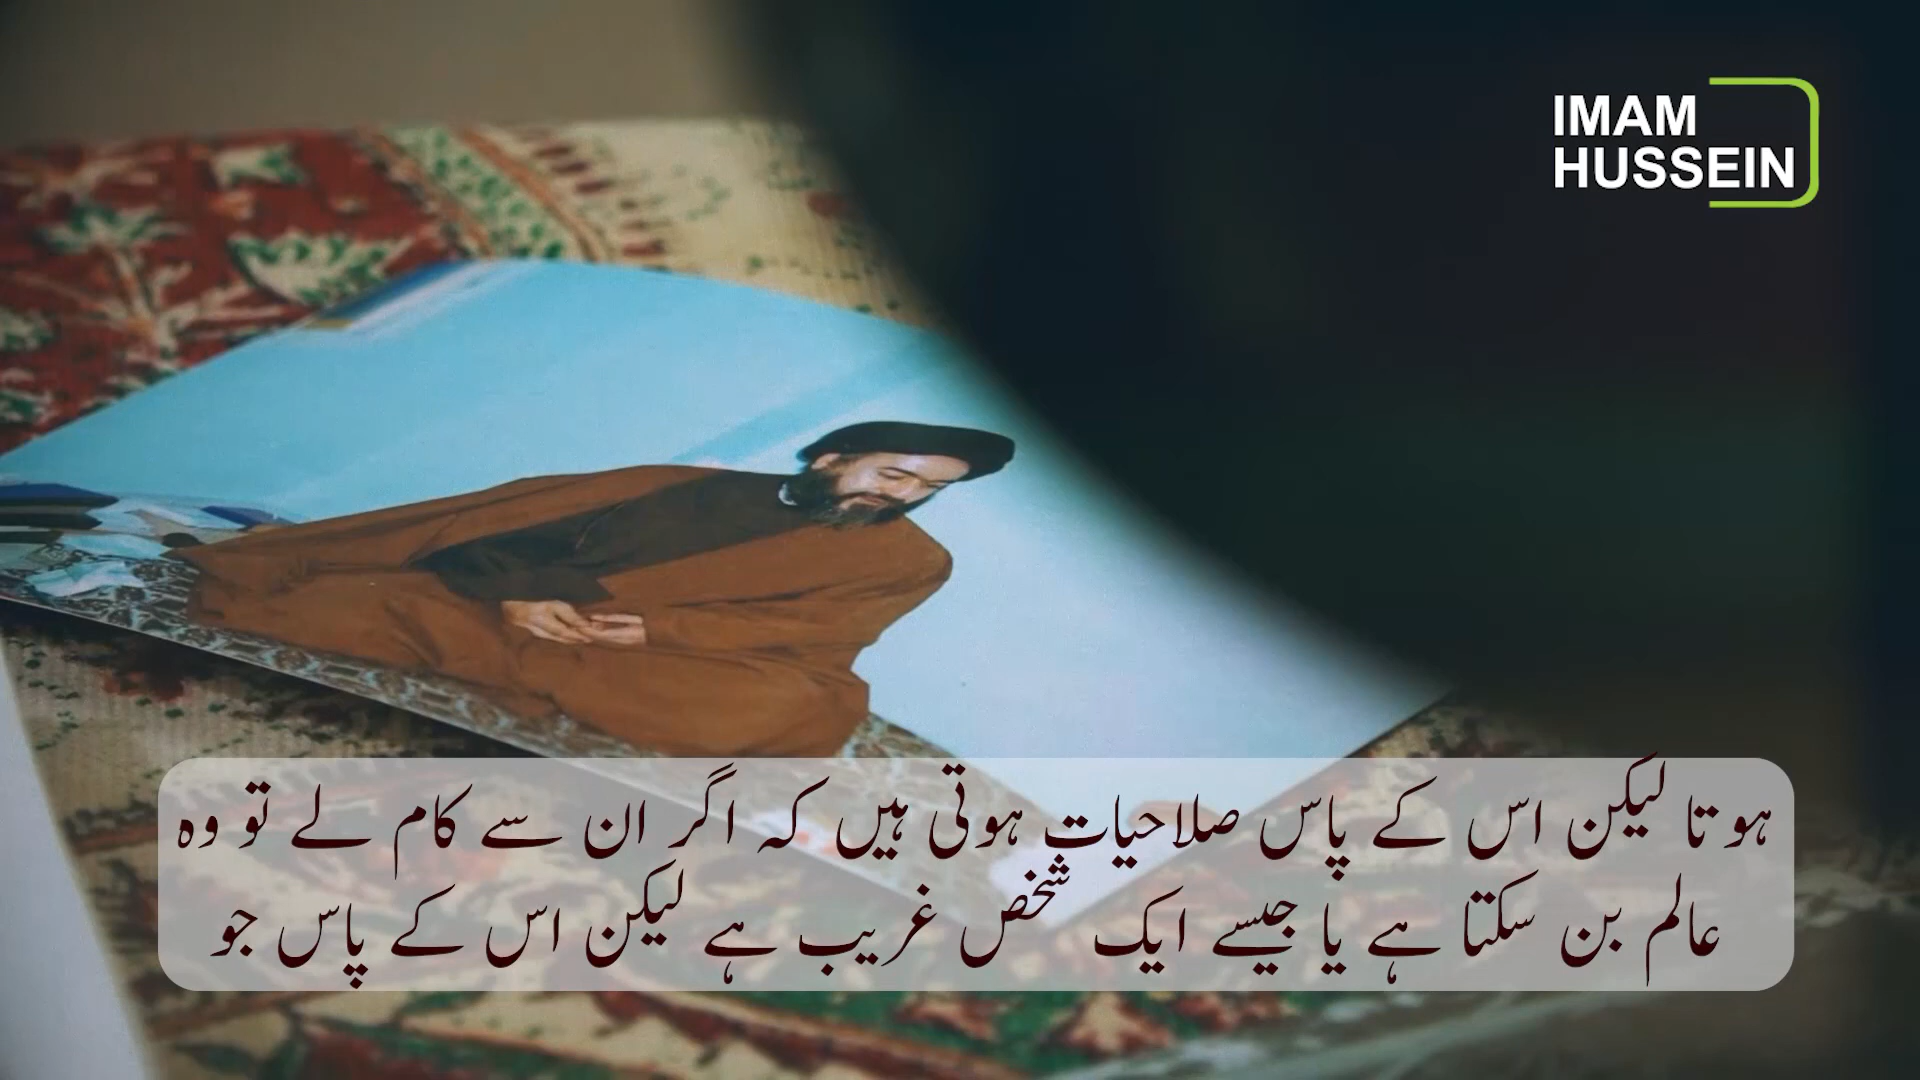 IMAM
HUSSEIN
ہوتا لیکن اس کے پاس صلاحیات ہوتی ہیں کہ اگر ان سے کام لے تو وہ
عالم بن سکتا ہے یا جیسے ایک شخص غریب ہے لیکن اس کے پاس جو